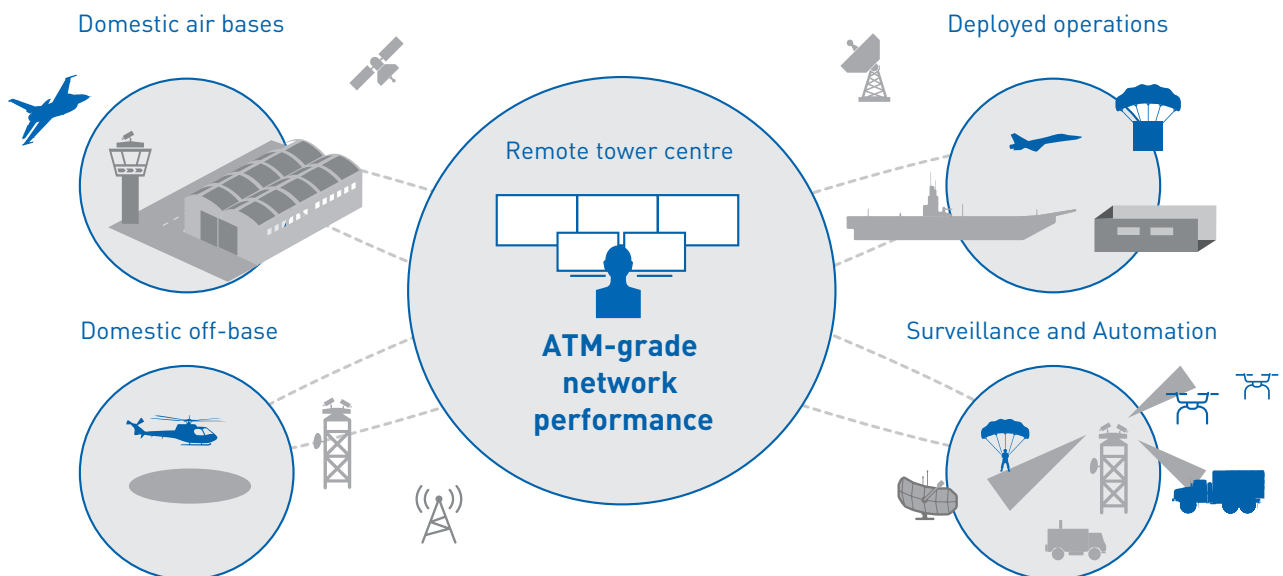 Domestic air bases
Deployed operations
Remote tower centre
ATM-grade
network
performance
Domestic off-base
Surveillance and Automation